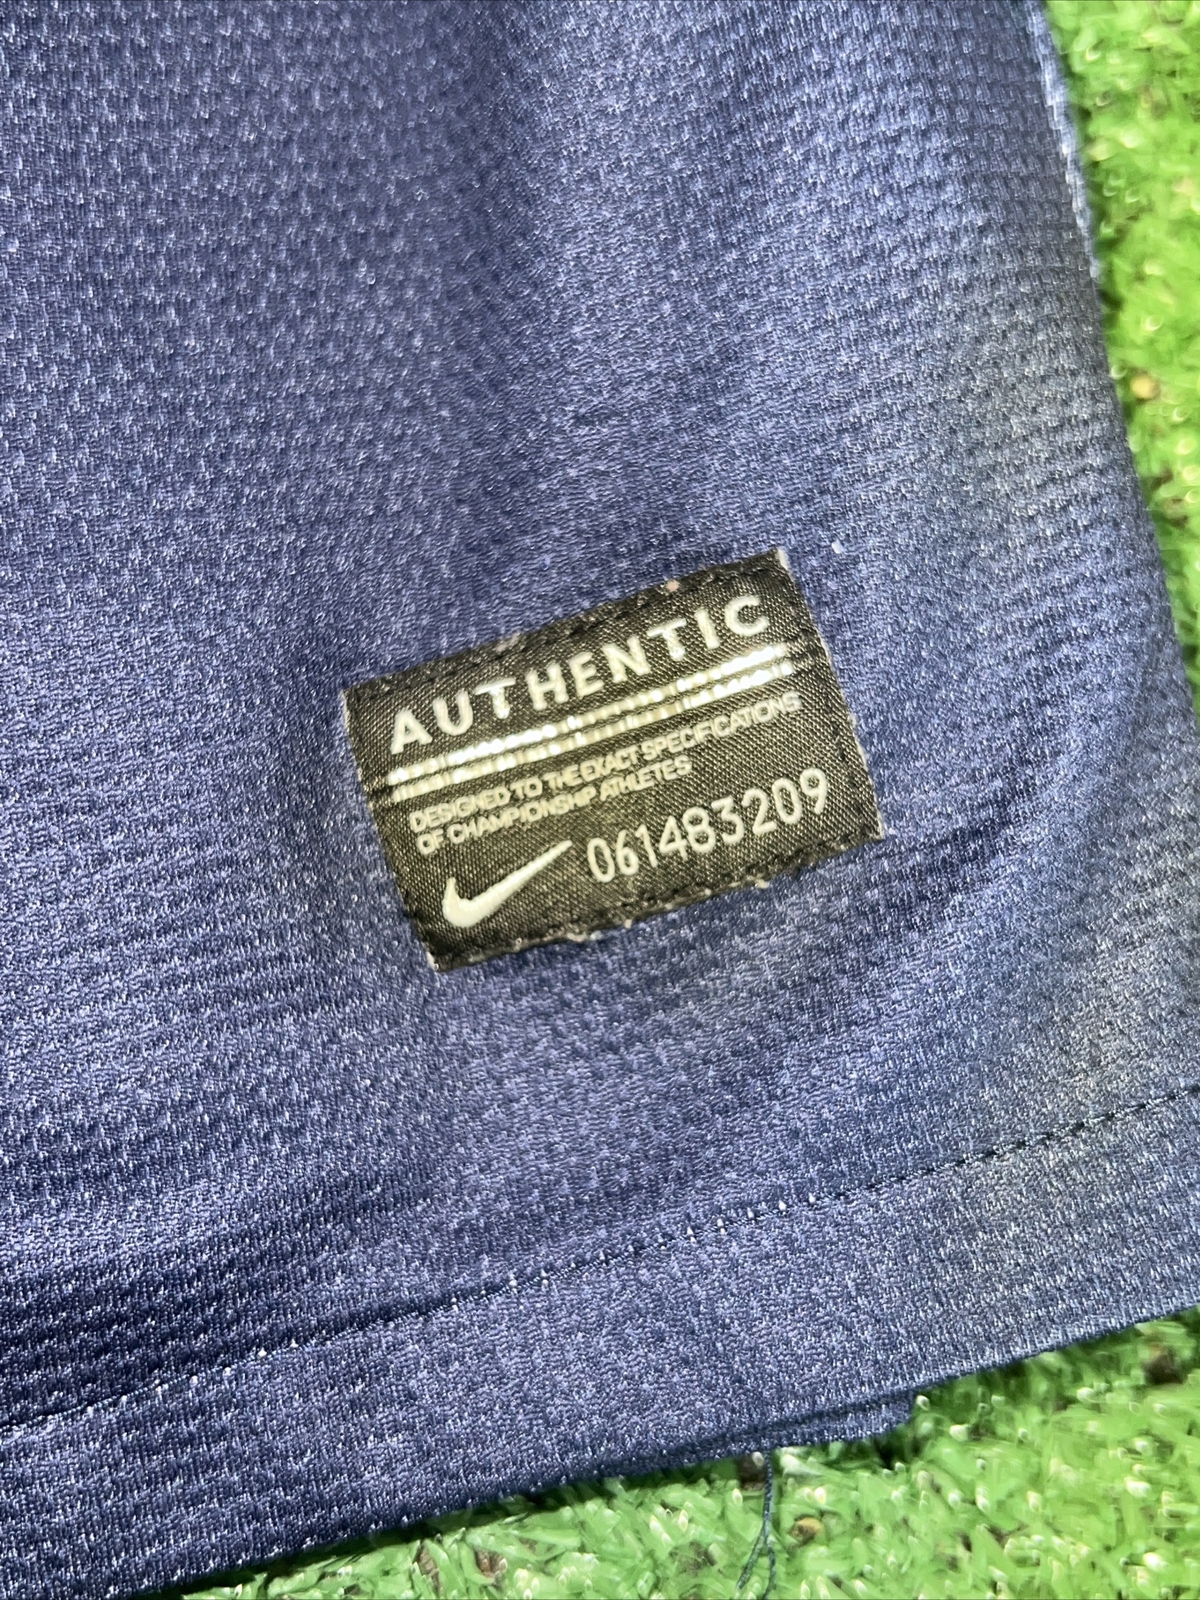 AUTHENTIC
DESIGNED TO THE EXACT SPECIFICATIONS
OF CHAMPIONSHIP ATHLETES
061483209